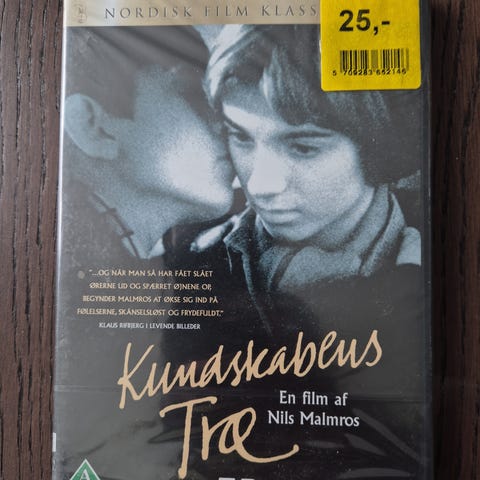 NORDISK FILM KLASS
25,-
5 709283 652146
"...OG NÅR MAN SÅ HAR FÅET SLÅET
ØRERNE UD OG SPÆRRET ØJNENE OP,
BEGYNDER MALMROS AT ØKSE SIG IND PÅ
FØLELSERNE, SKÅNSELSLØST OG FRYDEFULDT."
KLAUS RIFBJERG I LEVENDE BILLEDER
Kundskabens
Træ
En film af
Nils Malmros
A